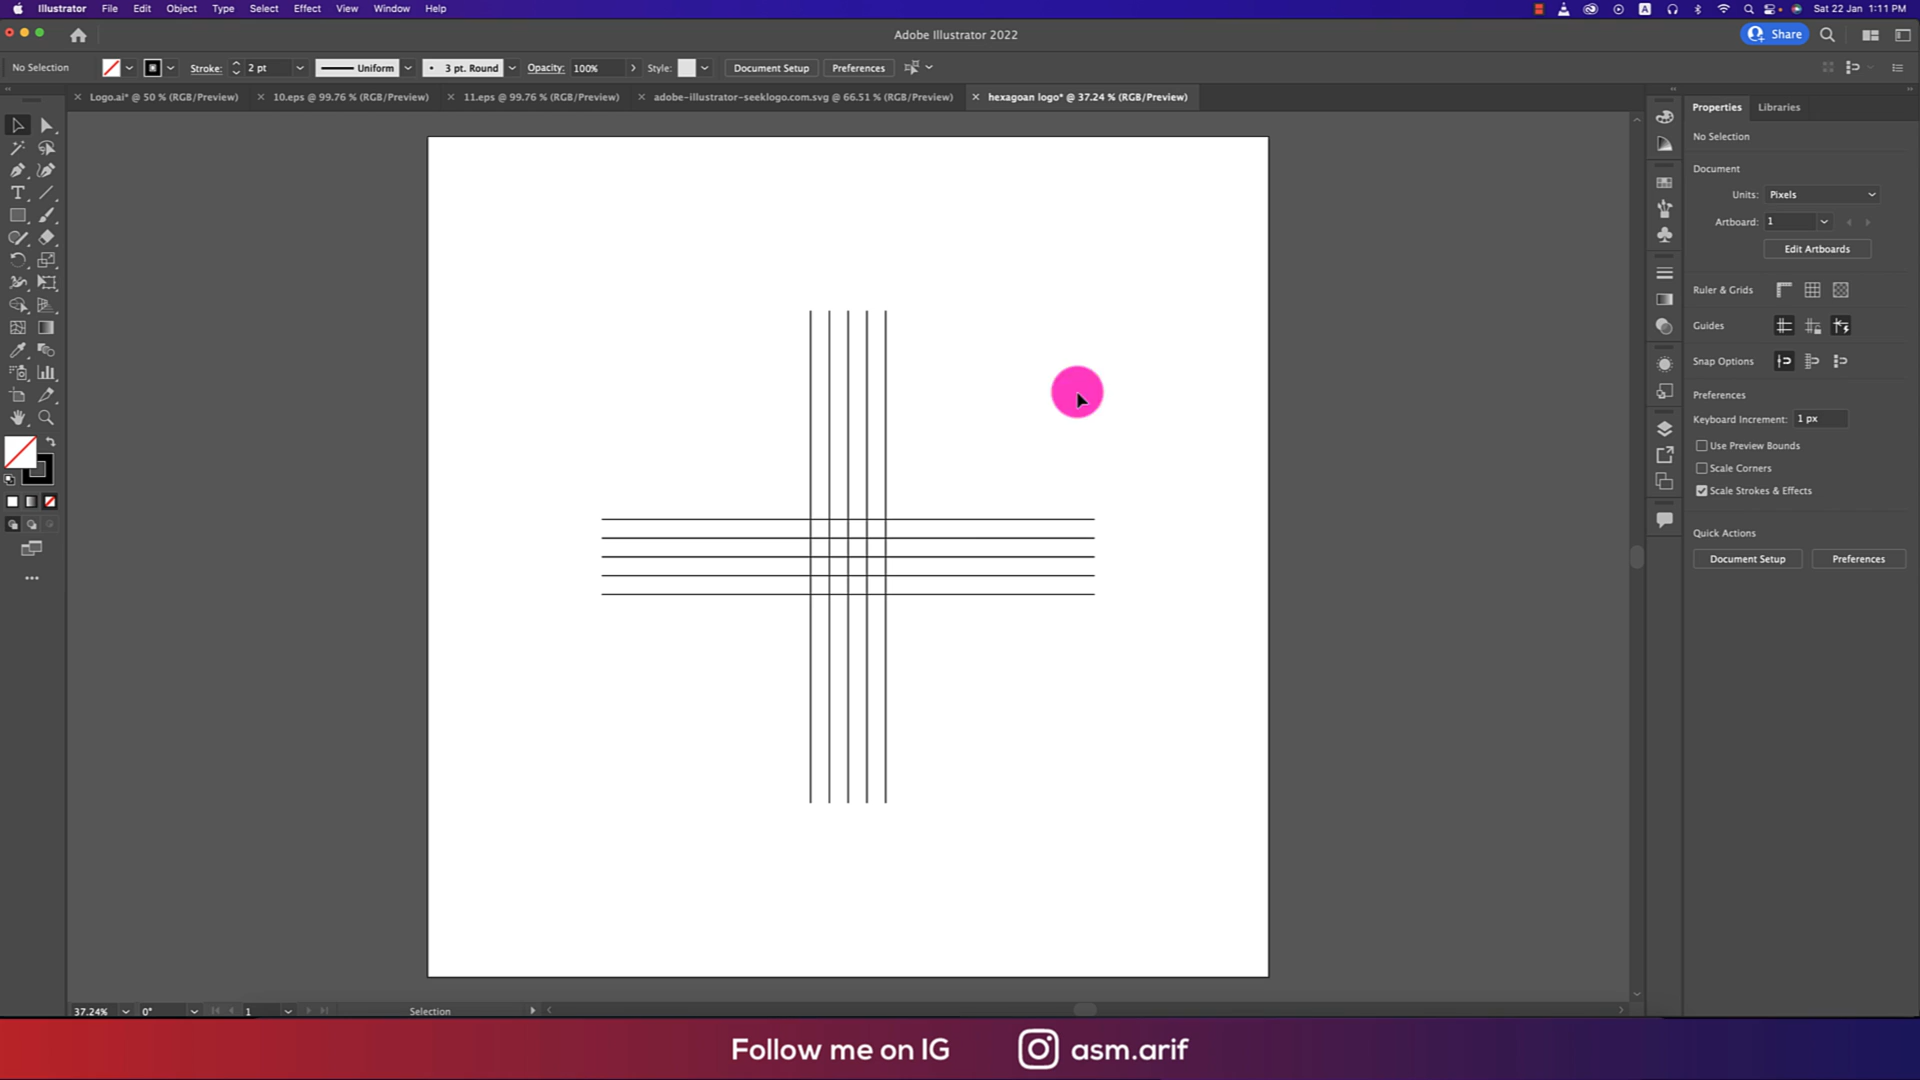 Illustrator File Edit Object Type Select Effect View Window Help
A
Sat 22 Jan 1:11 PM
Adobe Illustrator 2022
Share
No Selection
Stroke: 2 pt
Uniform
3 pt. Round
Opacity: 100%
Style:
Document Setup
Preferences
Logo.ai* @ 50 % (RGB/Preview)
10.eps @ 99.76 % (RGB/Preview)
11.eps @ 99.76 % (RGB/Preview)
adobe-illustrator-seeklogo.com.svg @ 66.51 % (RGB/Preview)
hexagoan logo* @ 37.24 % (RGB/Preview)
Properties Libraries
No Selection
Document
Units: Pixels
Artboard: 1
Edit Artboards
Ruler & Grids
Guides
Snap Options
Preferences
Keyboard Increment: 1 px
Use Preview Bounds
Scale Corners
Scale Strokes & Effects
Quick Actions
Document Setup Preferences
37.24% 0° 1 Selection
Follow me on IG asm.arif